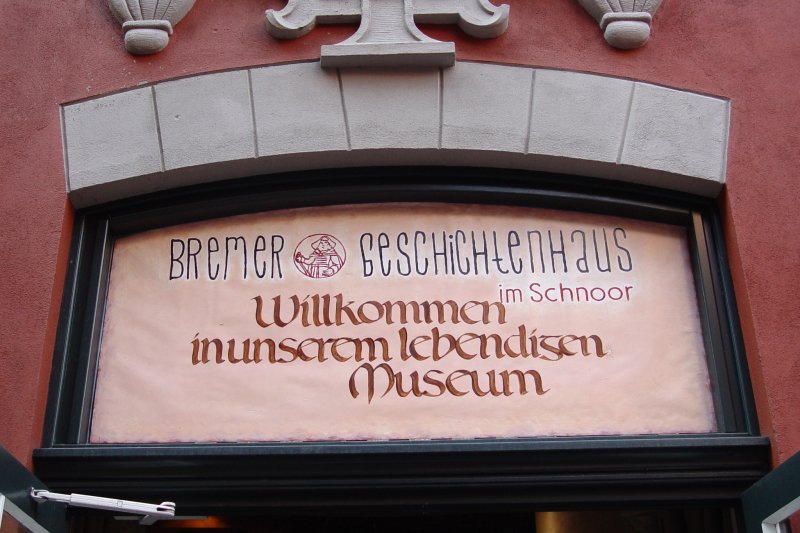 BREMER GESCHICHTENHAUS
im Schnoor
Willkommen
in unserem lebendigen
Museum